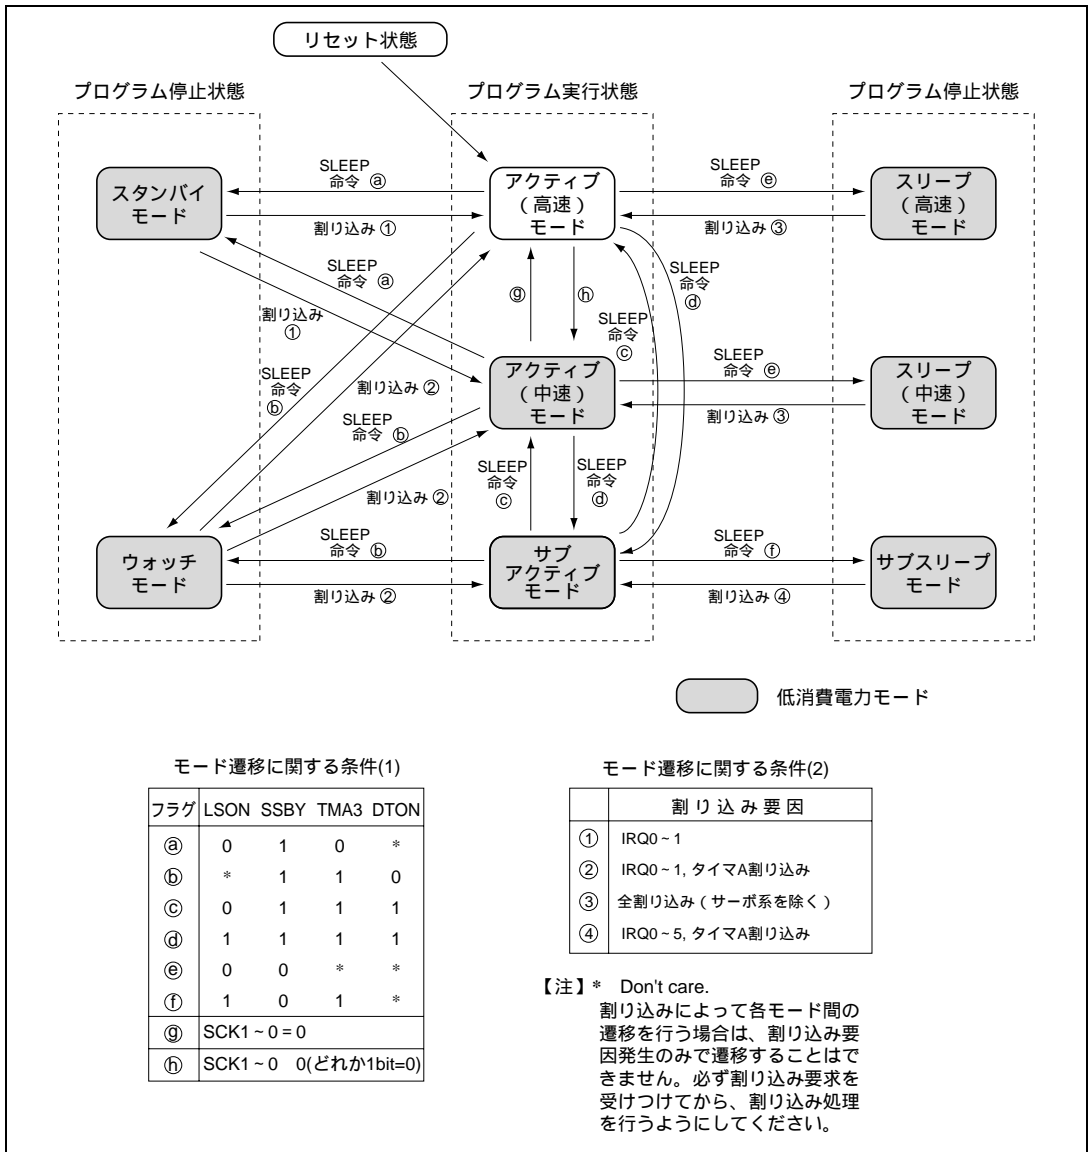 リセット状態
プログラム停止状態
プログラム実行状態
プログラム停止状態
スタンバイ
モード
SLEEP
命令 ⓐ
割り込み ①
アクティブ
(高速)
モード
SLEEP
命令 ⓔ
割り込み ③
スリープ
(高速)
モード
SLEEP
命令 ⓐ
割り込み
①
ⓖ
ⓗ
SLEEP
命令
ⓓ
SLEEP
命令
ⓒ
SLEEP
命令
ⓑ
割り込み ②
アクティブ
(中速)
モード
SLEEP
命令 ⓔ
割り込み ③
スリープ
(中速)
モード
SLEEP
命令 ⓑ
割り込み ②
SLEEP
命令
ⓒ
SLEEP
命令
ⓓ
ウォッチ
モード
SLEEP
命令 ⓑ
割り込み ②
サブ
アクティブ
モード
SLEEP
命令 ⓕ
割り込み ④
サブスリープ
モード
低消費電力モード
モード遷移に関する条件(1)
フラグ LSON SSBY TMA3 DTON
ⓐ 0 1 0 *
ⓑ * 1 1 0
ⓒ 0 1 1 1
ⓓ 1 1 1 1
ⓔ 0 0 * *
ⓕ 1 0 1 *
ⓖ SCK1~0 = 0
ⓗ SCK1~0 0(どれか1bit=0)
モード遷移に関する条件(2)
割り込み要因
① IRQ0~1
② IRQ0~1, タイマA割り込み
③ 全割り込み(サーボ系を除く)
④ IRQ0~5, タイマA割り込み
【注】* Don't care.
割り込みによって各モード間の
遷移を行う場合は、割り込み要
因発生のみで遷移することはで
きません。必ず割り込み要求を
受けつけてから、割り込み処理
を行うようにしてください。